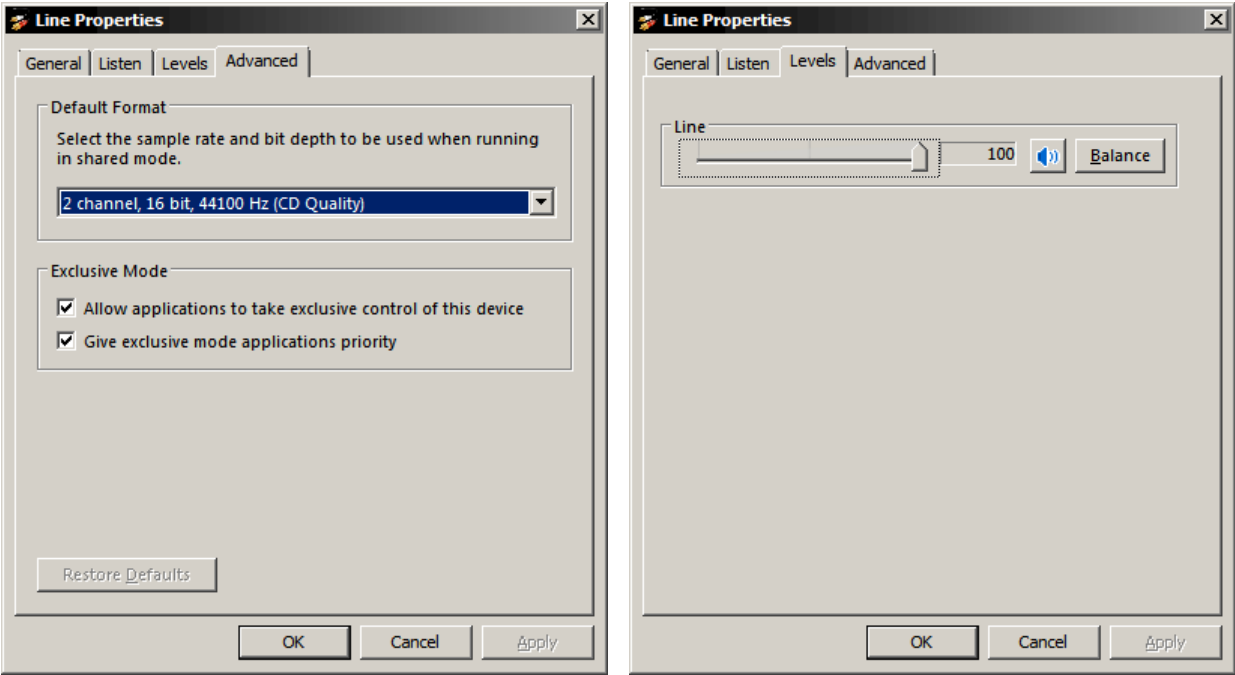 Line Properties
General Listen Levels Advanced
Default Format
Select the sample rate and bit depth to be used when running
in shared mode.
2 channel, 16 bit, 44100 Hz (CD Quality)
Exclusive Mode
Allow applications to take exclusive control of this device
Give exclusive mode applications priority
Restore Defaults
OK Cancel Apply
Line Properties
General Listen Levels Advanced
Line
100 Balance
OK Cancel Apply